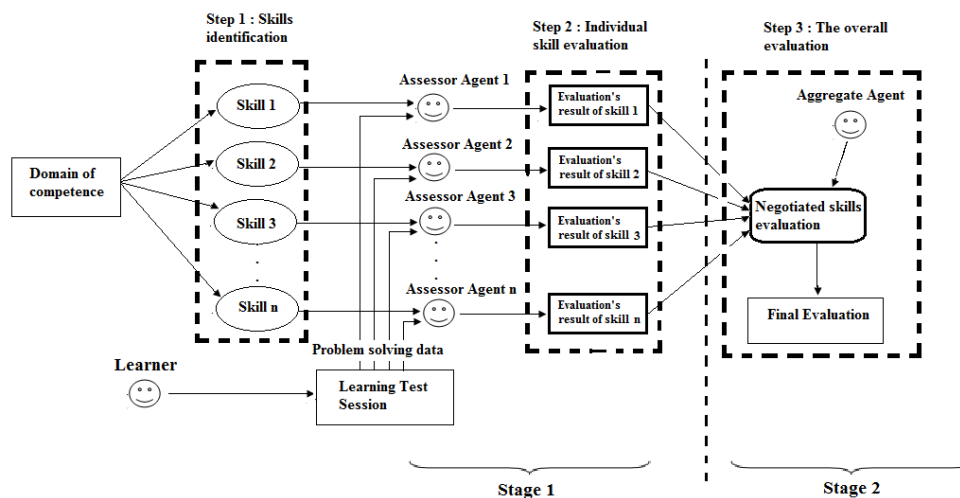 Step 1 : Skills
identification
Step 2 : Individual
skill evaluation
Step 3 : The overall
evaluation
Domain of
competence
Skill 1
Skill 2
Skill 3
Skill n
Assessor Agent 1
Assessor Agent 2
Assessor Agent 3
Assessor Agent n
Evaluation's
result of skill 1
Evaluation's
result of skill 2
Evaluation's
result of skill 3
Evaluation's
result of skill n
Aggregate Agent
Negotiated skills
evaluation
Final Evaluation
Problem solving data
Learner
Learning Test
Session
Stage 1
Stage 2